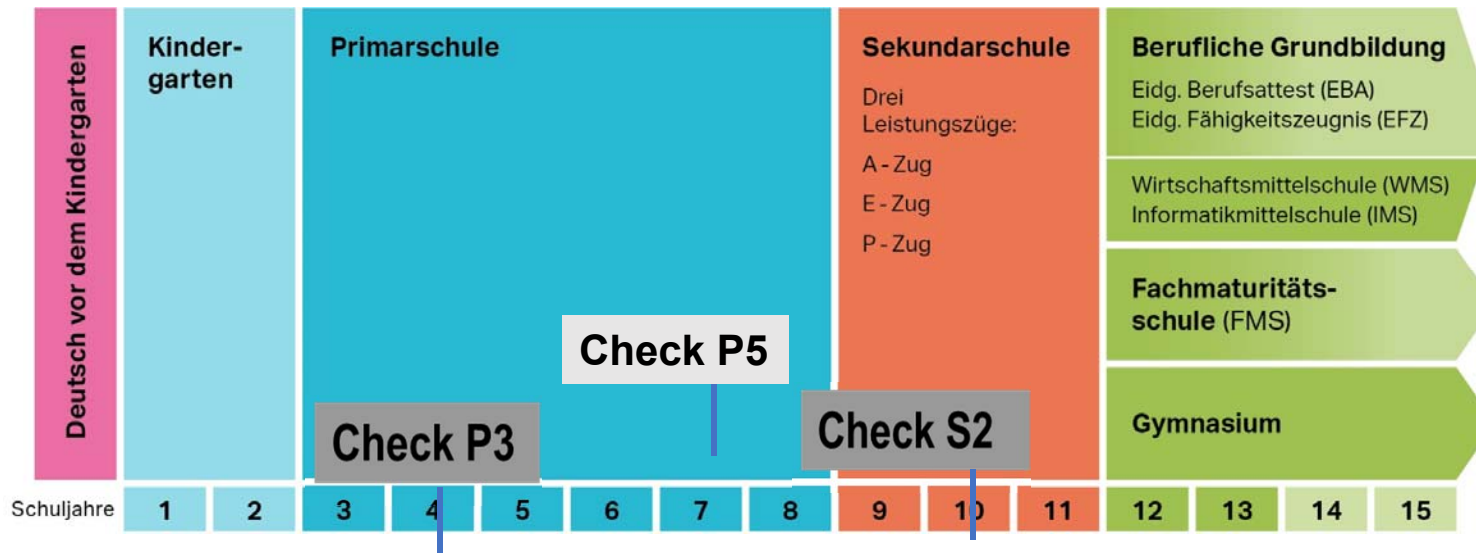 Deutsch vor dem Kindergarten
Kinder-
garten
Primarschule
Sekundarschule
Drei
Leistungszüge:
A - Zug
E - Zug
P - Zug
Berufliche Grundbildung
Eidg. Berufsattest (EBA)
Eidg. Fähigkeitszeugnis (EFZ)
Wirtschaftsmittelschule (WMS)
Informatikmittelschule (IMS)
Fachmaturitäts-
schule (FMS)
Gymnasium
Check P5
Check P3
Check S2
Schuljahre 1 2 3 4 5 6 7 8 9 10 11 12 13 14 15